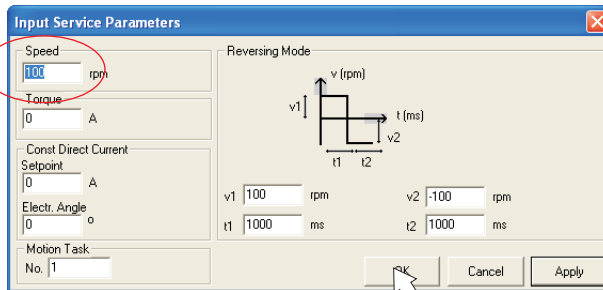 Input Service Parameters
Speed
100 rpm
Torque
0 A
Const Direct Current
Setpoint
0 A
Electr. Angle
0 o
Motion Task
No. 1
Reversing Mode
v (rpm)
v1
t (ms)
v2
t1 t2
v1 100 rpm v2 -100 rpm
t1 1000 ms t2 1000 ms
OK Cancel Apply